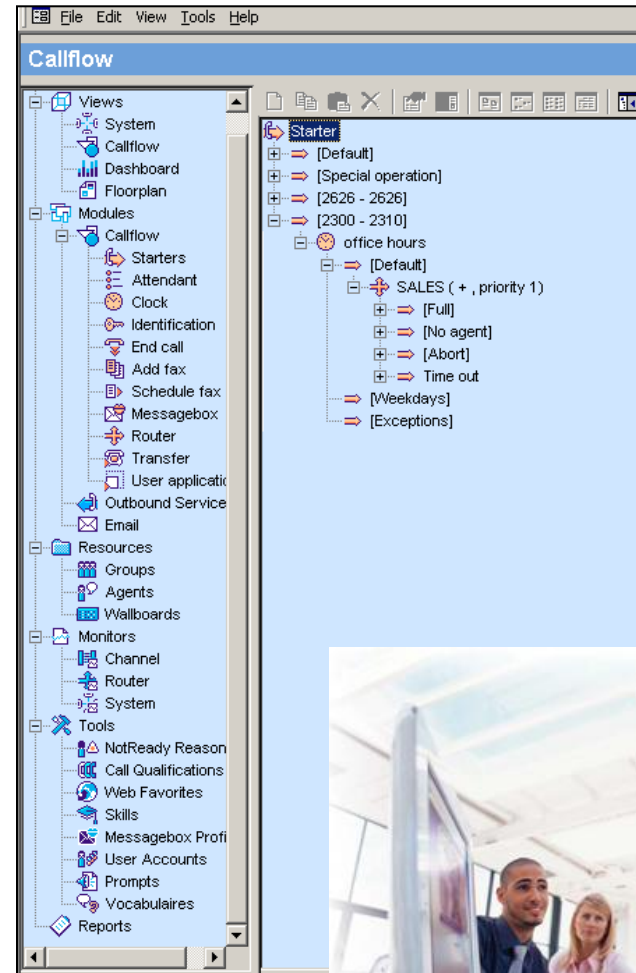 File Edit View Tools Help
Callflow
Views
System
Callflow
Dashboard
Floorplan
Modules
Callflow
Starters
Attendant
Clock
Identification
End call
Add fax
Schedule fax
Messagebox
Router
Transfer
User applicatio
Outbound Service
Email
Resources
Groups
Agents
Wallboards
Monitors
Channel
Router
System
Tools
NotReady Reason
Call Qualifications
Web Favorites
Skills
Messagebox Profi
User Accounts
Prompts
Vocabulaires
Reports
Starter
[Default]
[Special operation]
[2626 - 2626]
[2300 - 2310]
office hours
[Default]
SALES ( + , priority 1)
[Full]
[No agent]
[Abort]
Time out
[Weekdays]
[Exceptions]